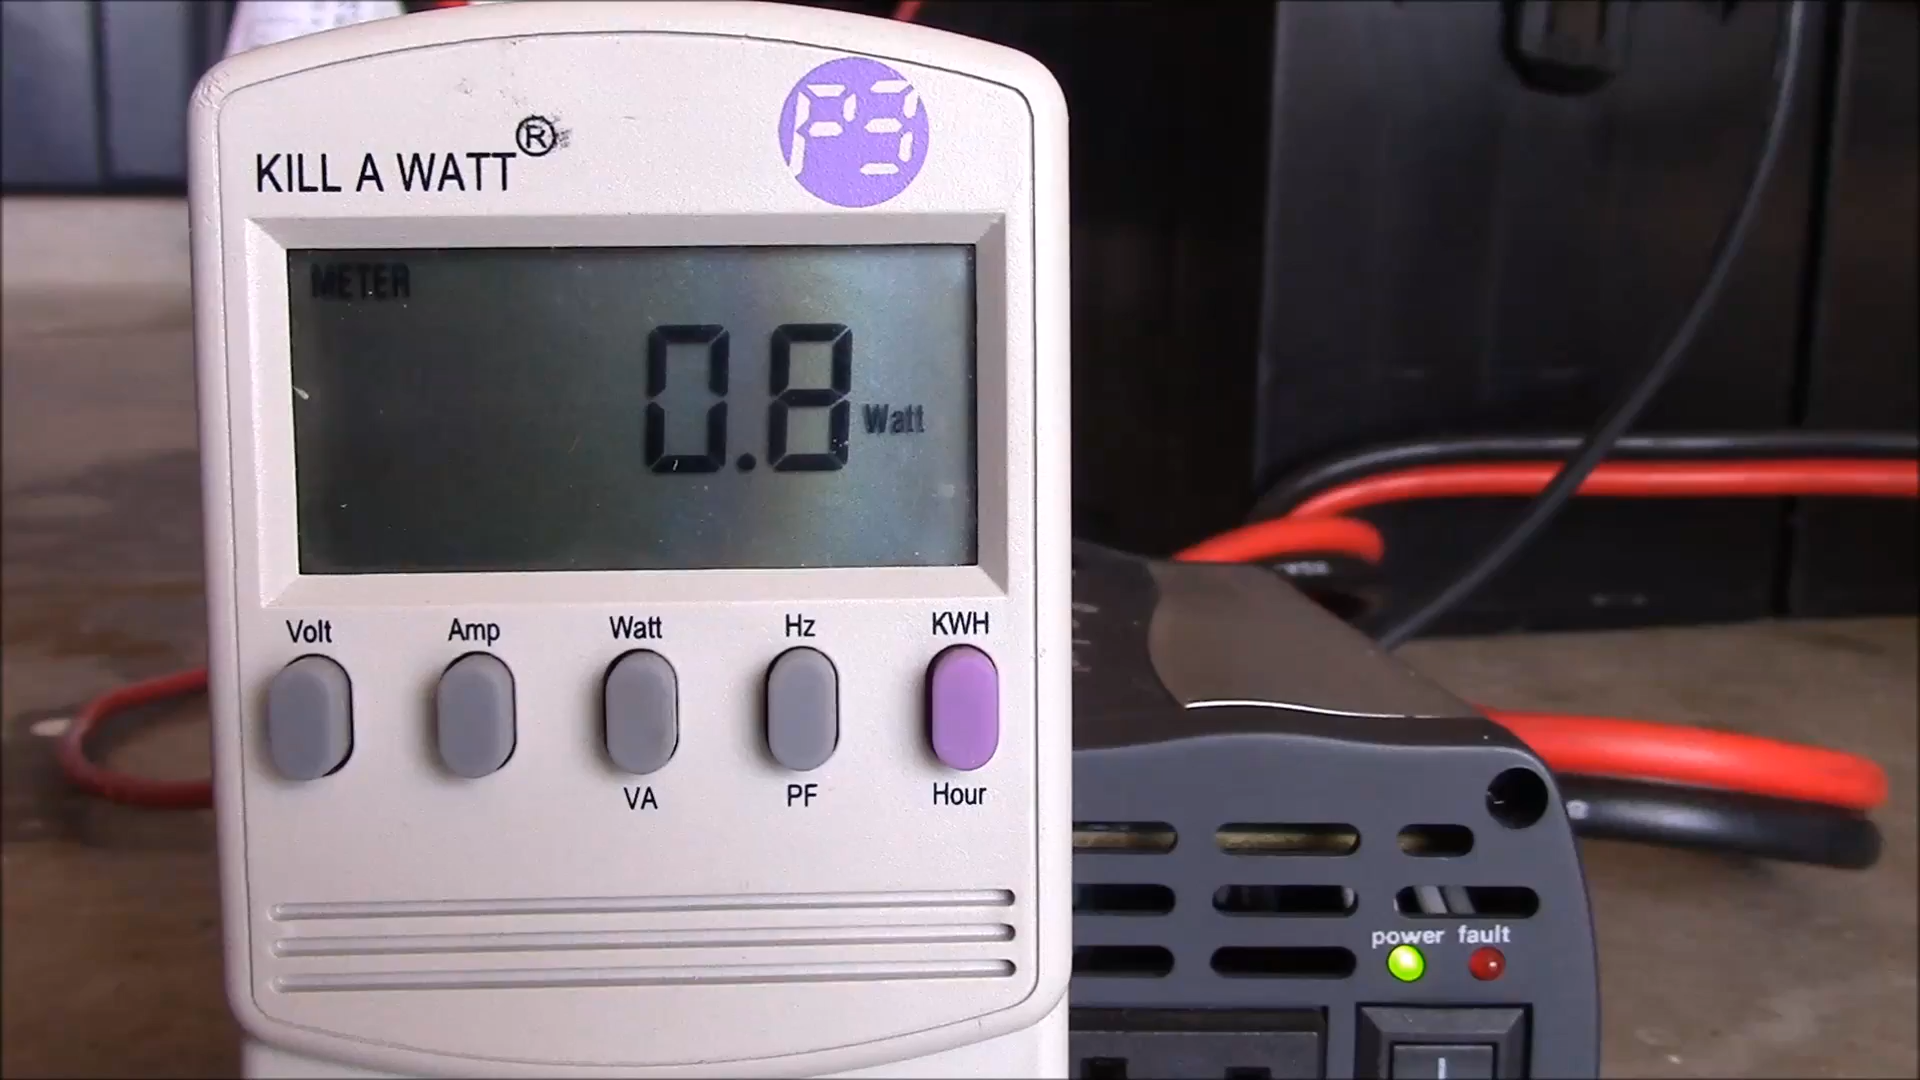 P3
KILL A WATT®
METER
0.8 Watt
Volt Amp Watt Hz KWH
VA PF Hour
power fault